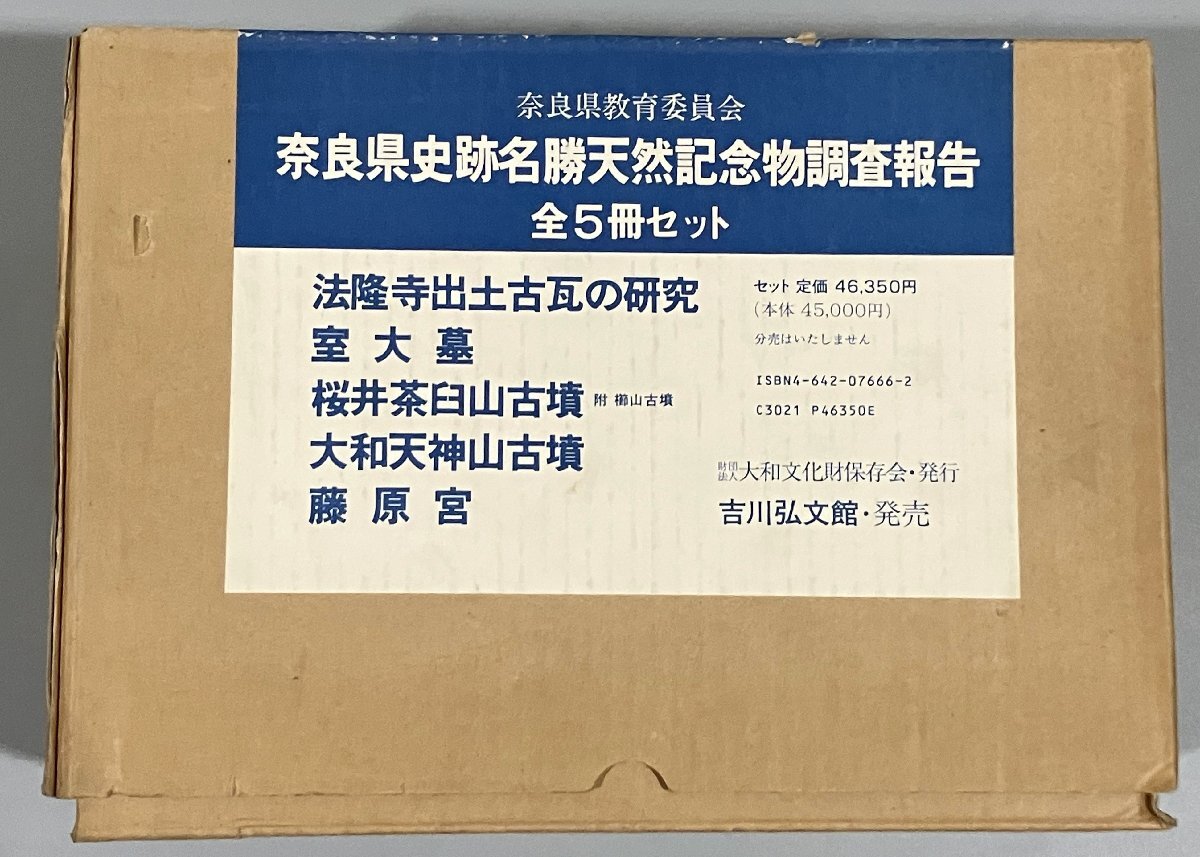 奈良県教育委員会
奈良県史跡名勝天然記念物調査報告
全5冊セット
法隆寺出土古瓦の研究
室大墓
桜井茶臼山古墳 附 櫛山古墳
大和天神山古墳
藤原宮
セット 定価 46,350円
(本体 45,000円)
分売はいたしません
ISBN4-642-07666-2
C3021 P46350E
財団法人大和文化財保存会・発行
吉川弘文館・発売